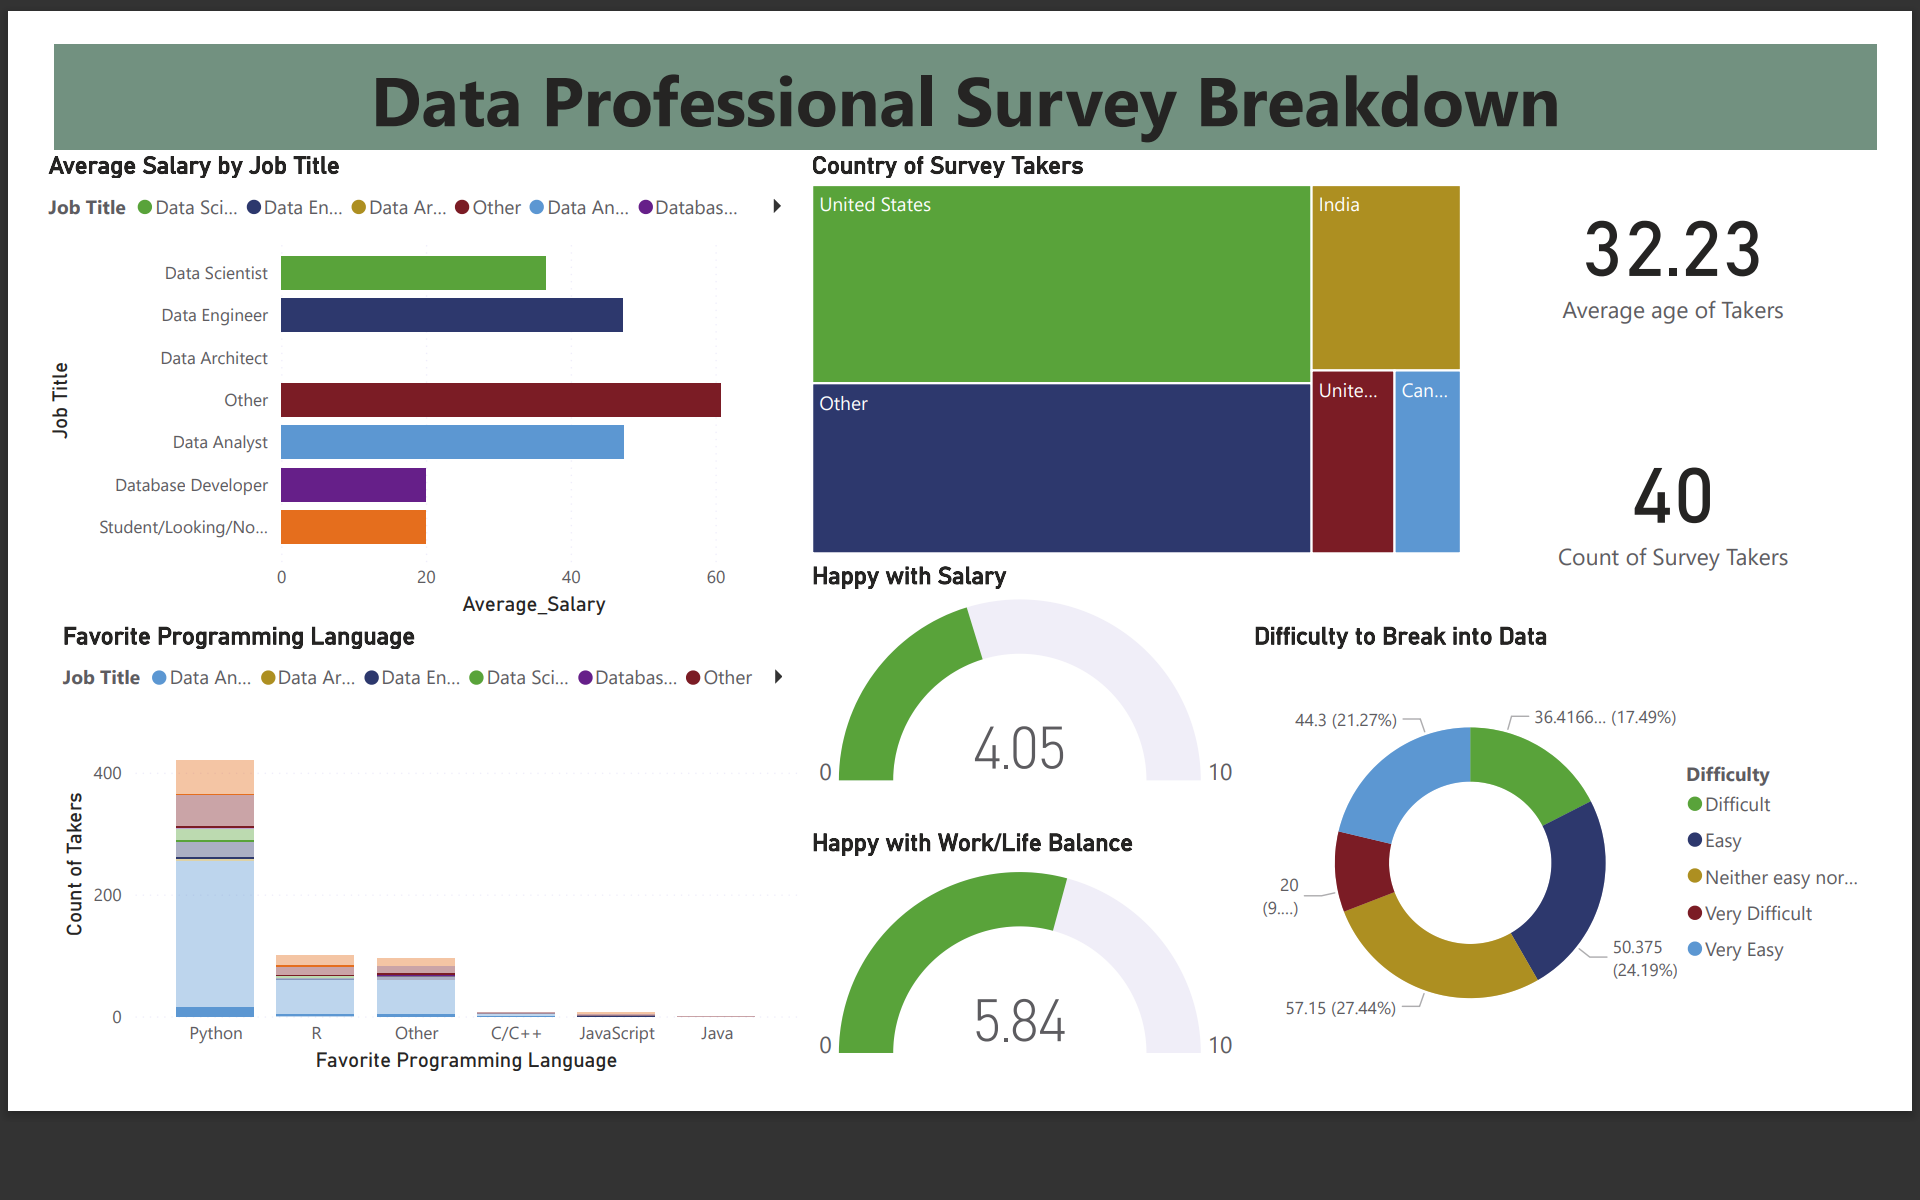 Data Professional Survey Breakdown
Average Salary by Job Title
Job Title Data Sci... Data En... Data Ar... Other Data An... Databas...
Job Title
Data Scientist
Data Engineer
Data Architect
Other
Data Analyst
Database Developer
Student/Looking/No...
0 20 40 60
Average_Salary
Country of Survey Takers
United States
India
Other
Unite...
Can...
32.23
Average age of Takers
40
Count of Survey Takers
Favorite Programming Language
Job Title Data An... Data Ar... Data En... Data Sci... Databas... Other
Count of Takers
400
200
0
Python R Other C/C++ JavaScript Java
Favorite Programming Language
Happy with Salary
4.05
0 10
Happy with Work/Life Balance
5.84
0 10
Difficulty to Break into Data
44.3 (21.27%)
36.4166... (17.49%)
20
(9....)
50.375
(24.19%)
57.15 (27.44%)
Difficulty
Difficult
Easy
Neither easy nor...
Very Difficult
Very Easy